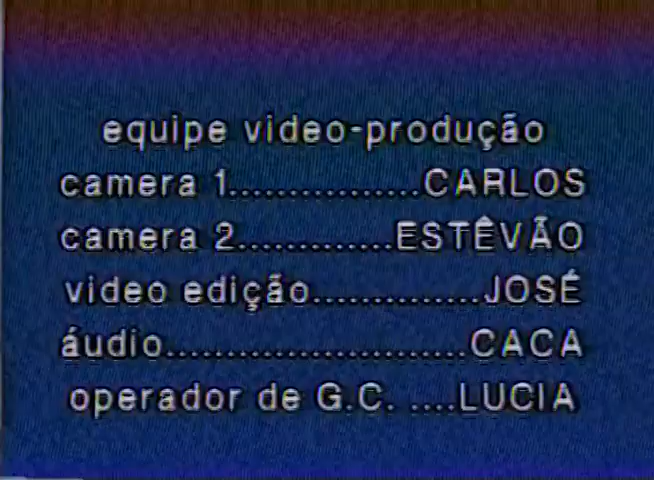 equipe video-produção
camera 1................CARLOS
camera 2.............ESTÊVÃO
video edição..............JOSÉ
áudio.........................CACA
operador de G.C. ....LUCIA